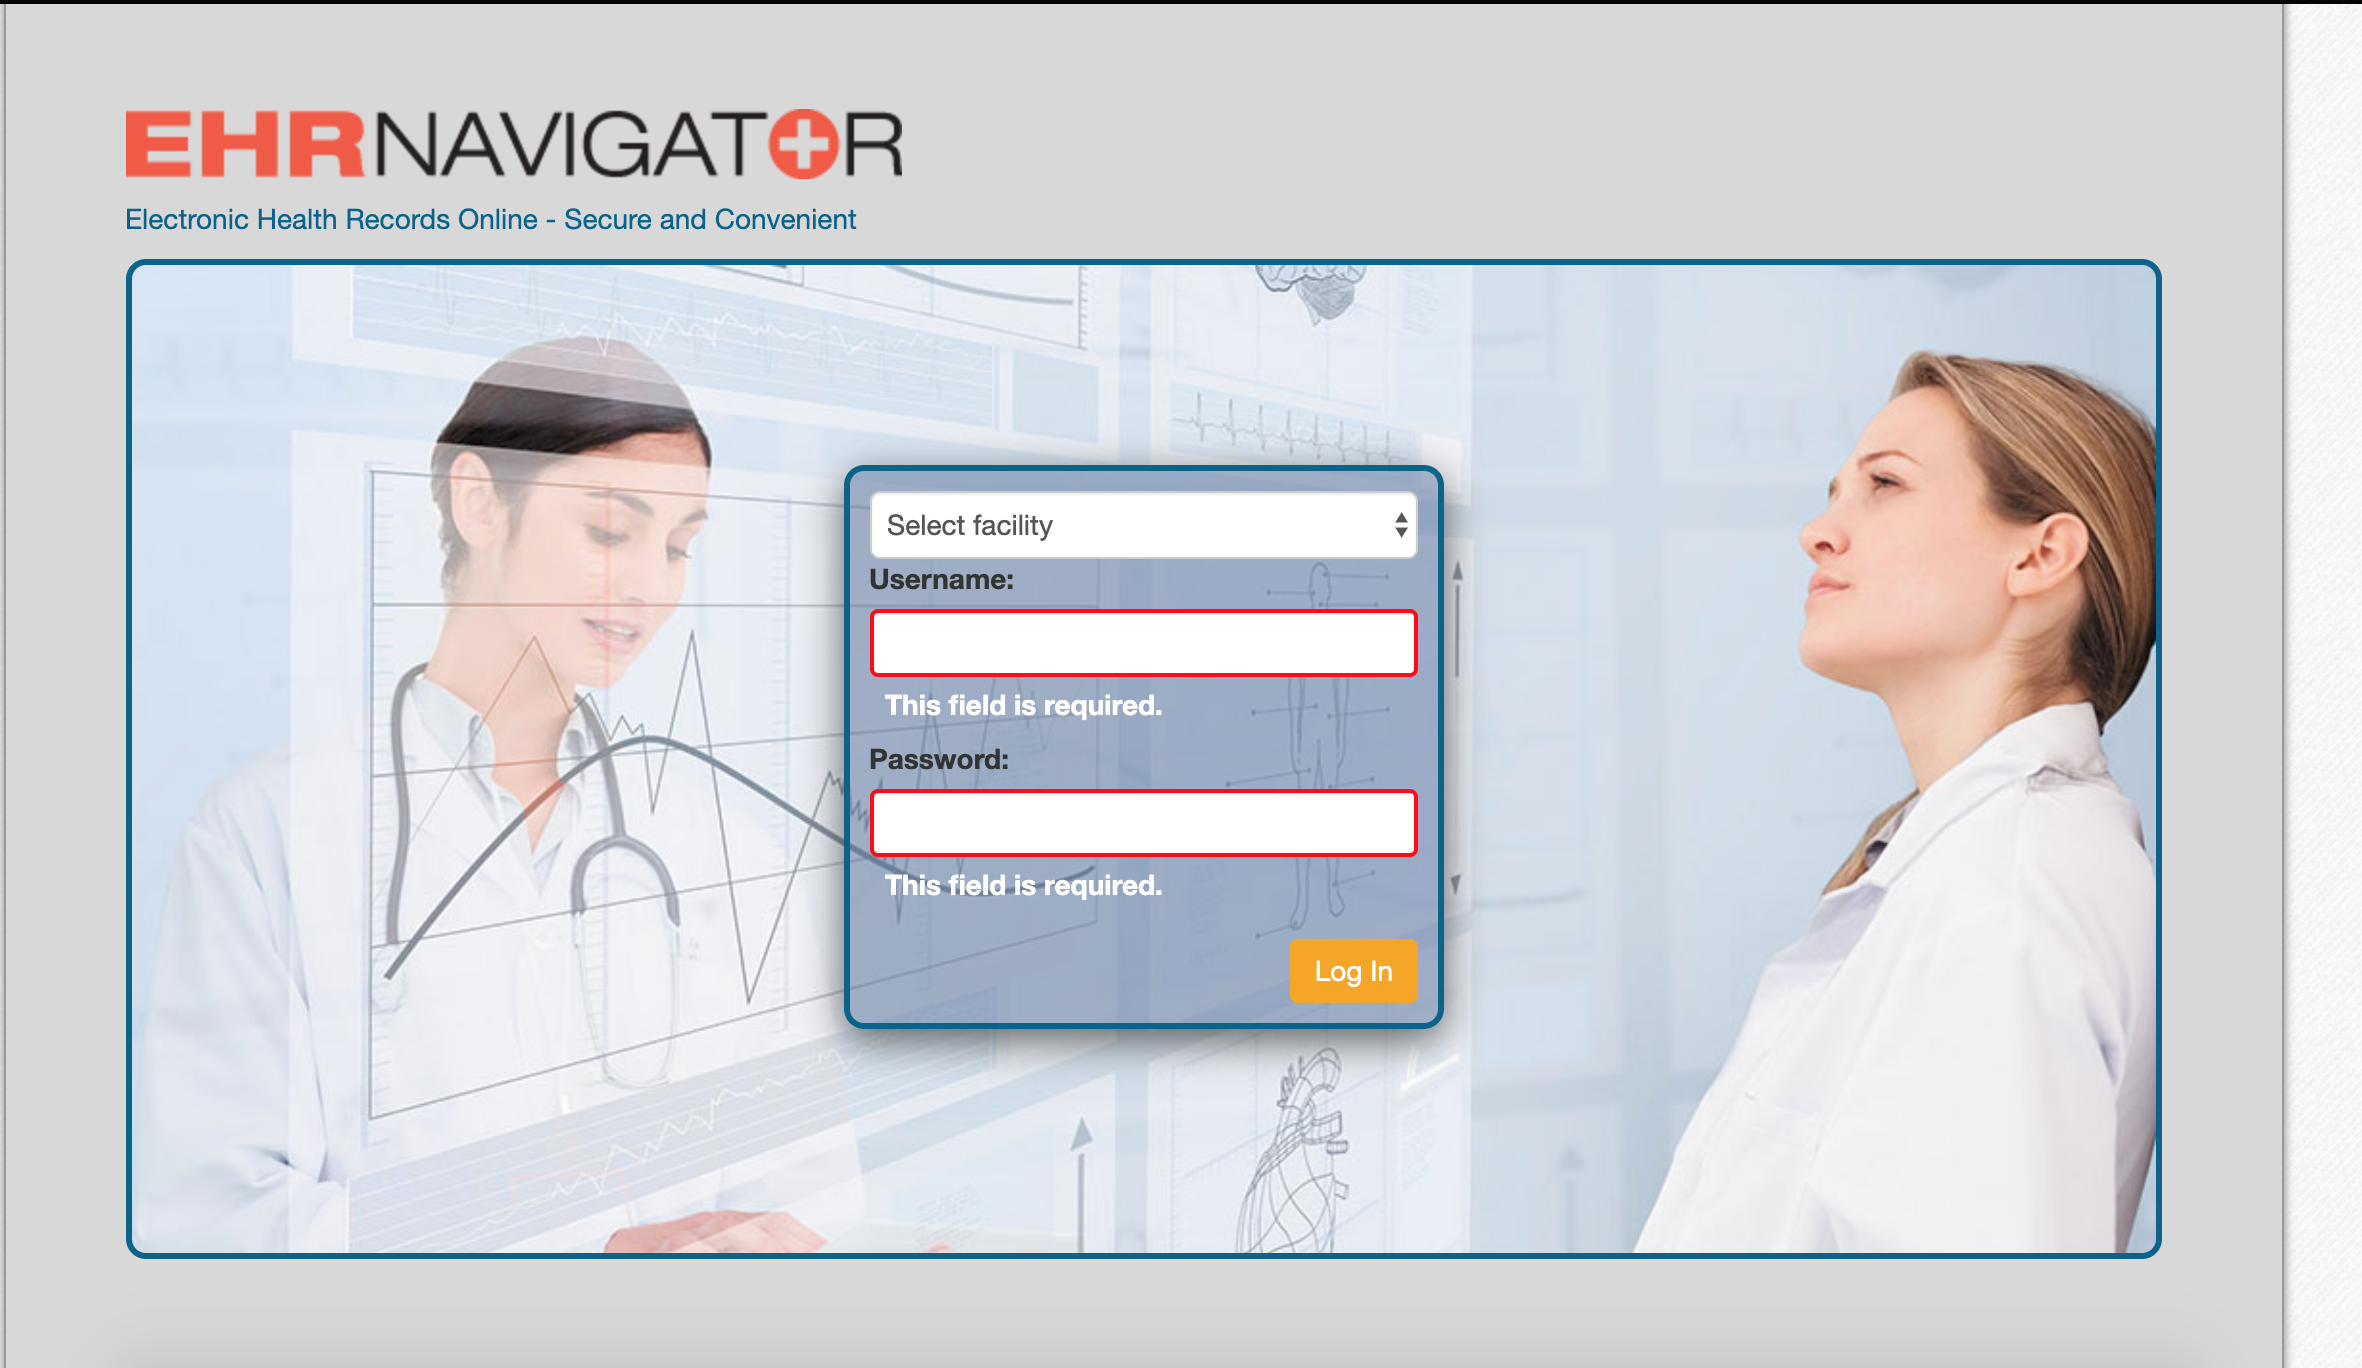 EHRNAVIGATOR
Electronic Health Records Online - Secure and Convenient
Select facility
Username:
This field is required.
Password:
This field is required.
Log In